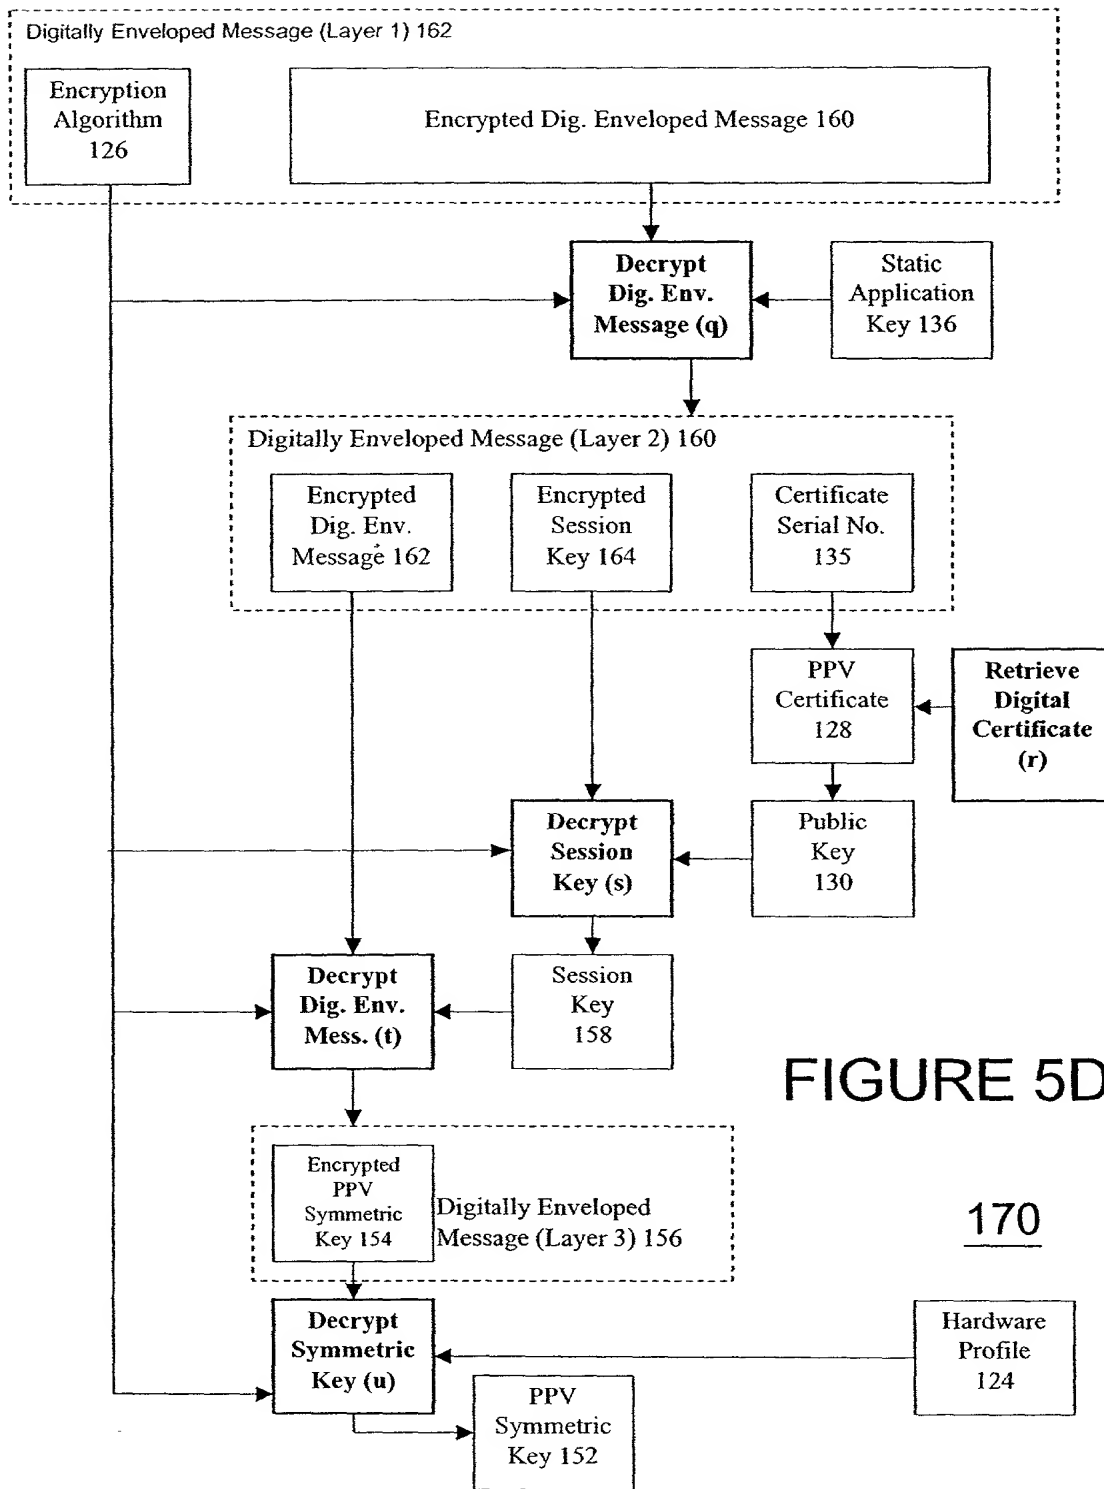 Digitally Enveloped Message (Layer 1) 162
Encryption
Algorithm
126
Encrypted Dig. Enveloped Message 160
Decrypt
Dig. Env.
Message (q)
Static
Application
Key 136
Digitally Enveloped Message (Layer 2) 160
Encrypted
Dig. Env.
Message 162
Encrypted
Session
Key 164
Certificate
Serial No.
135
PPV
Certificate
128
Retrieve
Digital
Certificate
(r)
Decrypt
Session
Key (s)
Public
Key
130
Decrypt
Dig. Env.
Mess. (t)
Session
Key
158
FIGURE 5D
Encrypted
PPV
Symmetric
Key 154
Digitally Enveloped
Message (Layer 3) 156
170
Decrypt
Symmetric
Key (u)
Hardware
Profile
124
PPV
Symmetric
Key 152